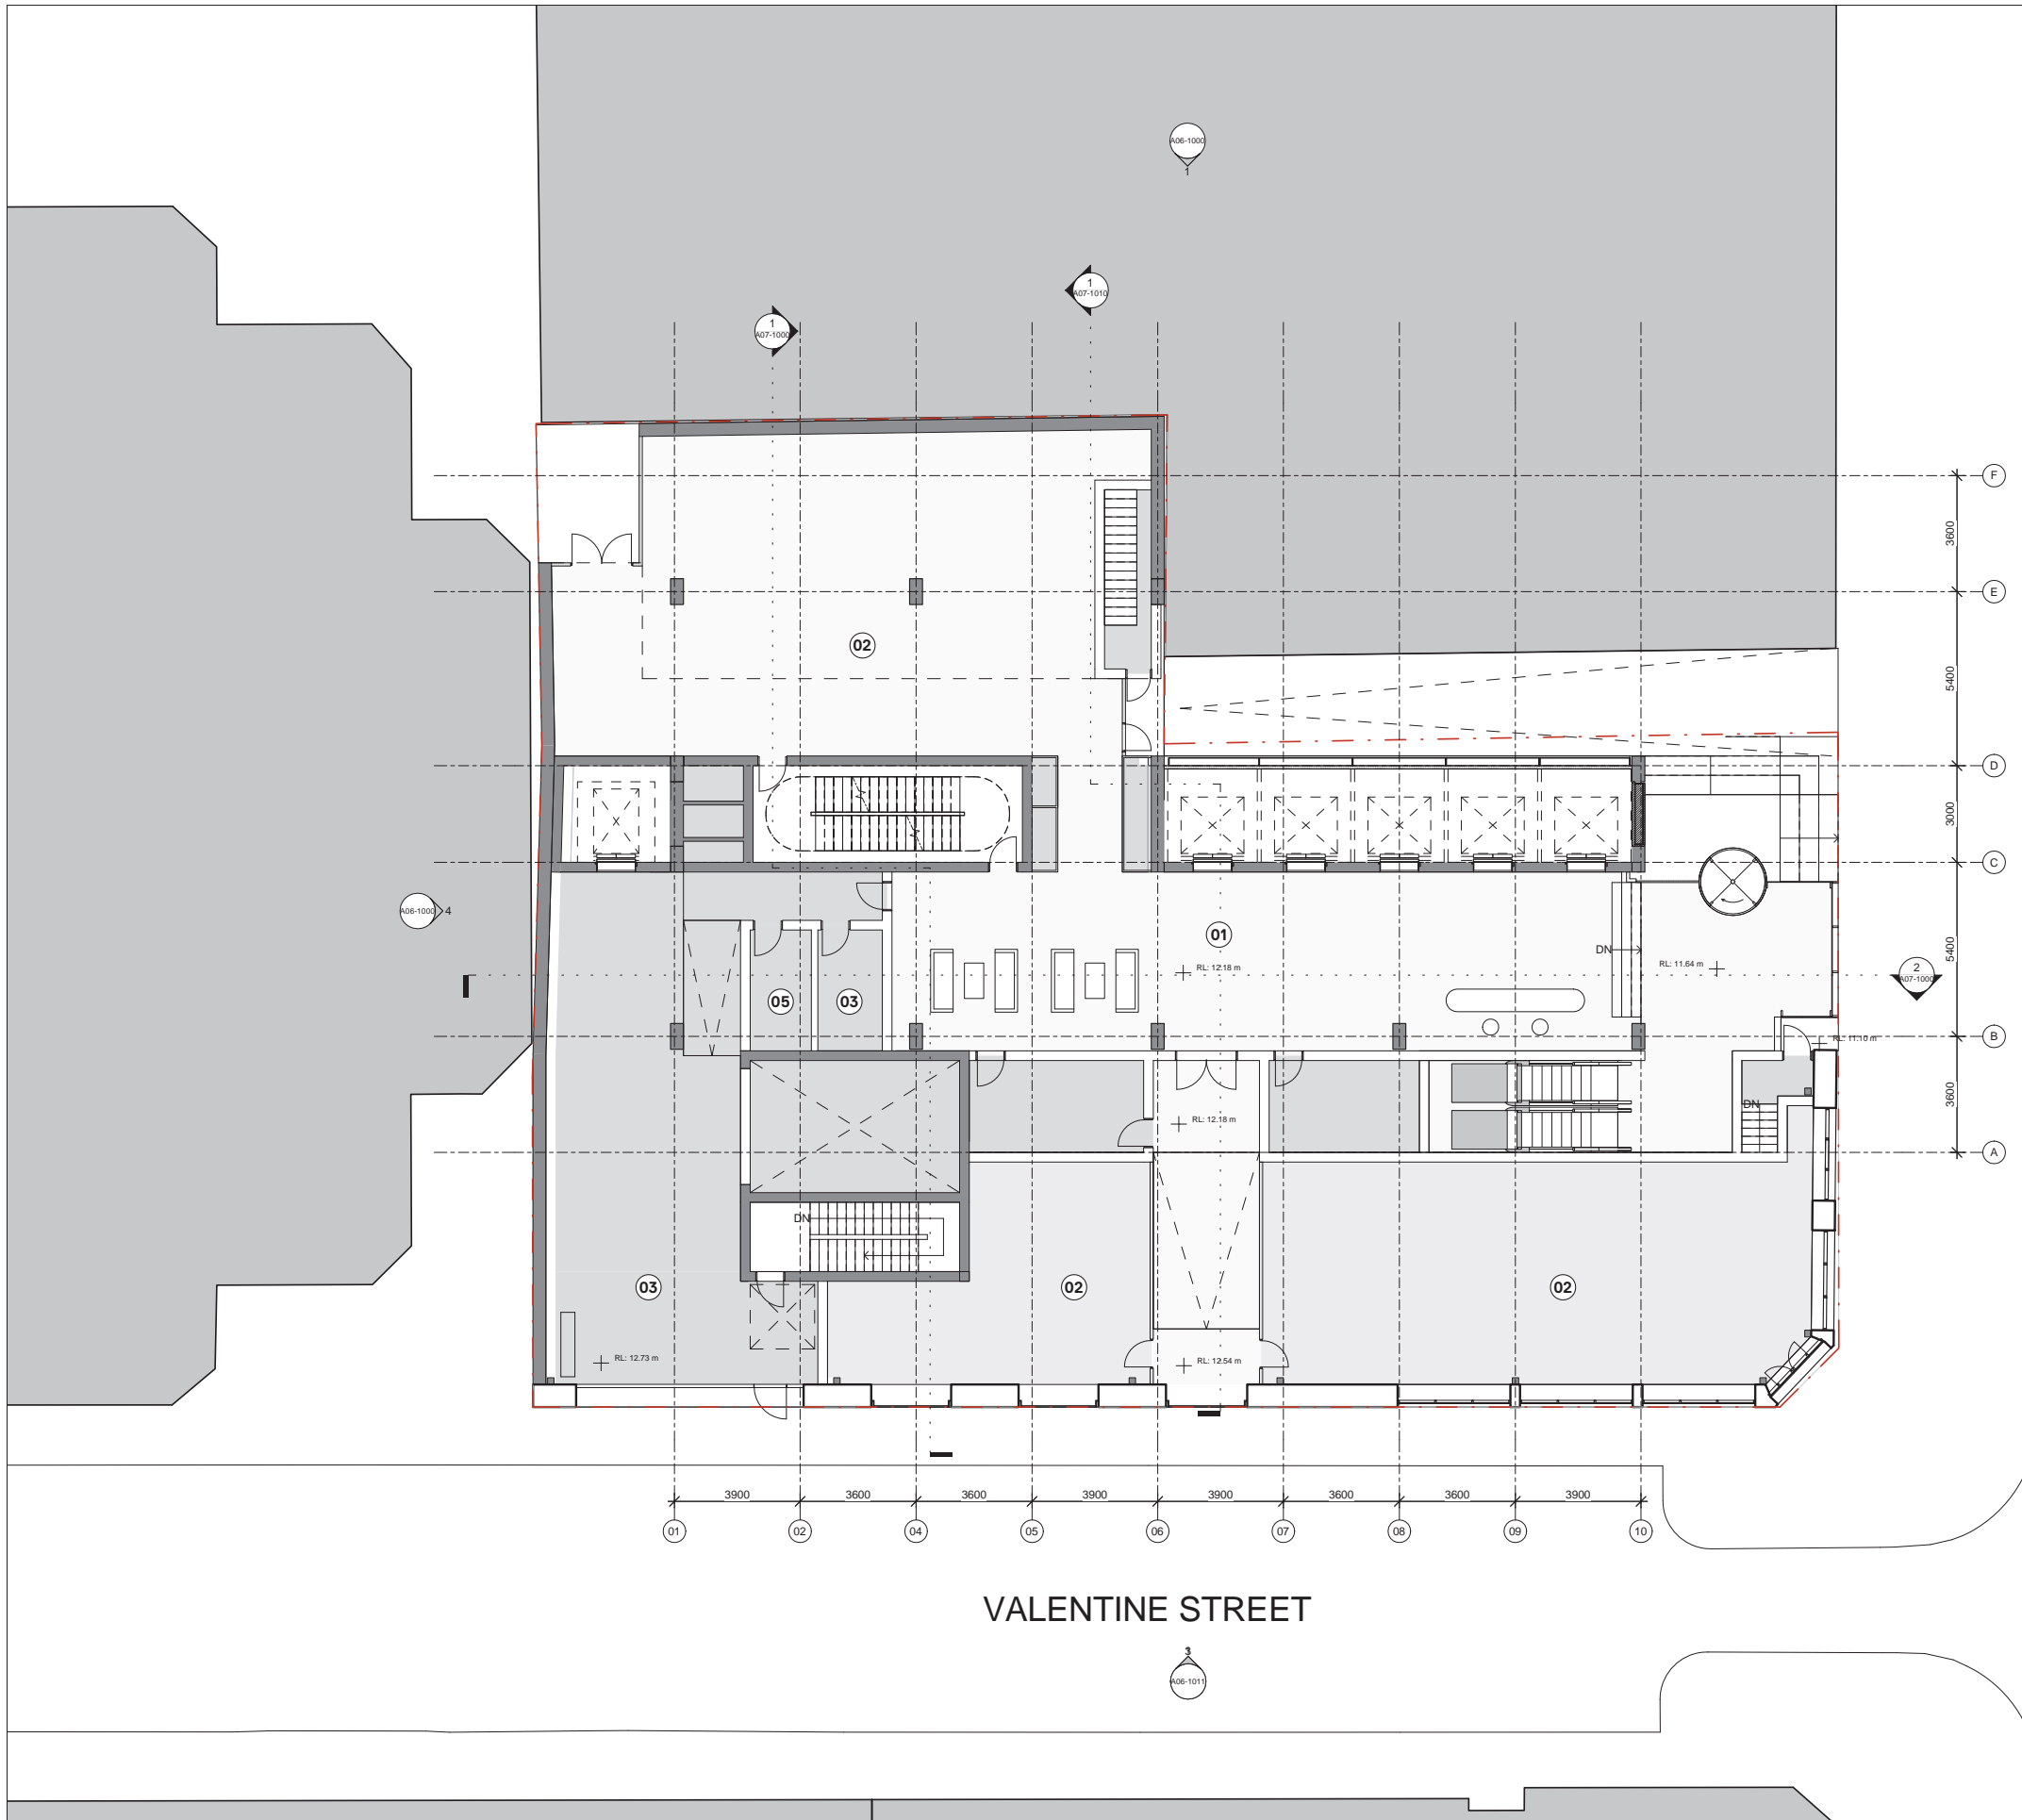 A06-1000
1
1
A07-1010
1
A07-1000
F
3600
E
02
5400
D
3000
C
A06-1000 4
01
DN
5400
RL: 12.18 m
RL: 11.64 m
2
A07-1000
05
03
B
RL: 11.10 m
3600
DN
RL: 12.18 m
A
DN
03
02
02
RL: 12.73 m
RL: 12.54 m
3900 3600 3600 3900 3900 3600 3600 3900
01 02 04 05 06 07 08 09 10
VALENTINE STREET
3
A06-1011